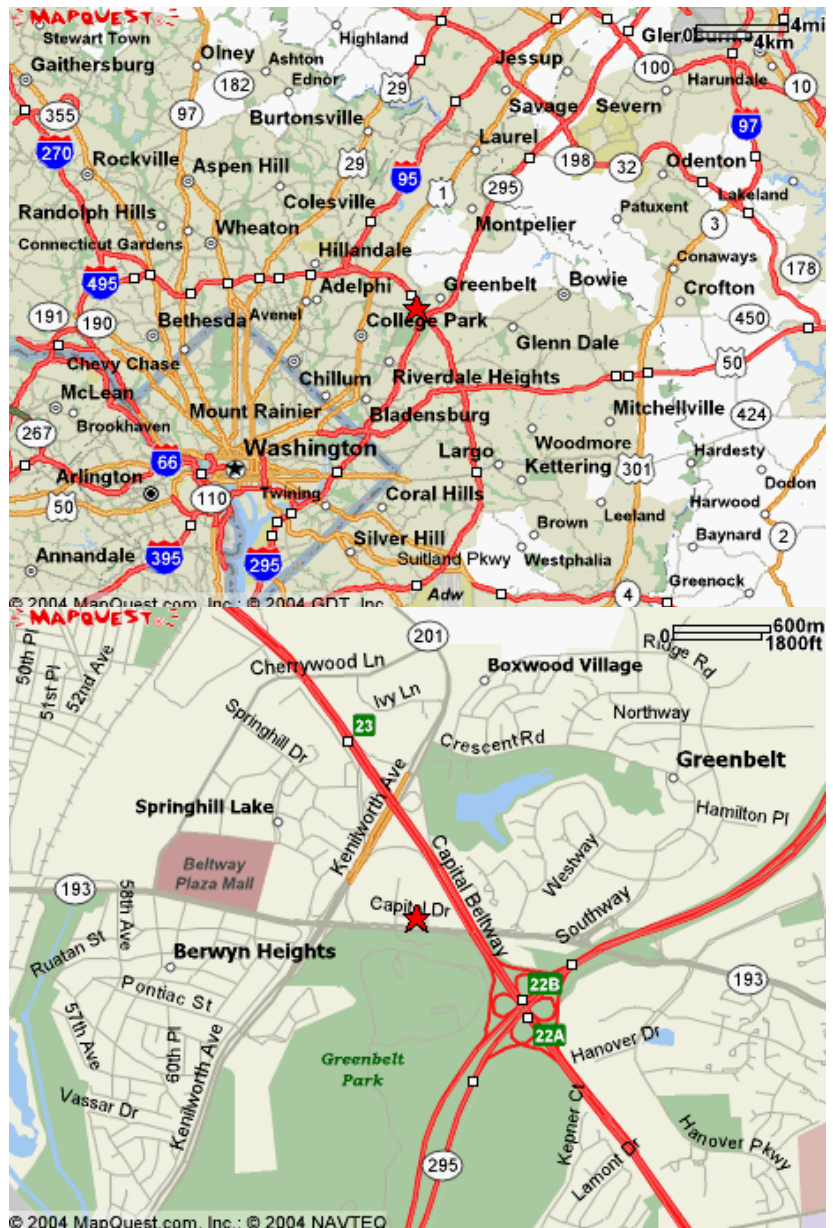 MAPQUEST
4mi
0
4km
Stewart Town
Highland
Olney
Ashton
Ednor
Gaithersburg
182
29
Jessup
100
Harundale
10
355
97
Burtonsville
Savage
Severn
97
270
Rockville
Aspen Hill
29
Laurel
198
32
Odenton
95
1
295
Lakeland
Randolph Hills
Colesville
Montpelier
Patuxent
3
Connecticut Gardens
Wheaton
Hillandale
Conaways
178
495
Adelphi
Greenbelt
Bowie
Crofton
191
190
Bethesda
Avenel
College Park
450
Glenn Dale
50
Chevy Chase
Chillum
Riverdale Heights
McLean
Mount Rainier
Bladensburg
Mitchellville
424
Brookhaven
267
66
Washington
Largo
Woodmore
Hardesty
Arlington
Kettering
301
Dodon
50
110
Twining
Coral Hills
Leeland
Harwood
Brown
2
Annandale
395
295
Silver Hill
Suitland Pkwy
Westphalia
Baynard
Greenock
Adw
4
© 2004 MapQuest.com, Inc.; © 2004 GDT, Inc.
MAPQUEST
600m
0
1800ft
50th Pl
51st Pl
52nd Ave
201
Cherrywood Ln
Ridge Rd
Boxwood Village
Ivy Ln
23
Northway
Springhill Dr
Crescent Rd
Greenbelt
Springhill Lake
Kenilworth Ave
Hamilton Pl
Beltway
Plaza Mall
Capital Beltway
Westway
193
58th Ave
Capitol Dr
Southway
Ruatan St
Berwyn Heights
193
Pontiac St
22B
57th Ave
60th Pl
22A
Hanover Dr
Greenbelt
Park
Vassar Dr
Kenilworth Ave
Kepner Ct
Hanover Pkwy
295
Lamont Dr
© 2004 MapQuest.com, Inc.; © 2004 NAVTEQ